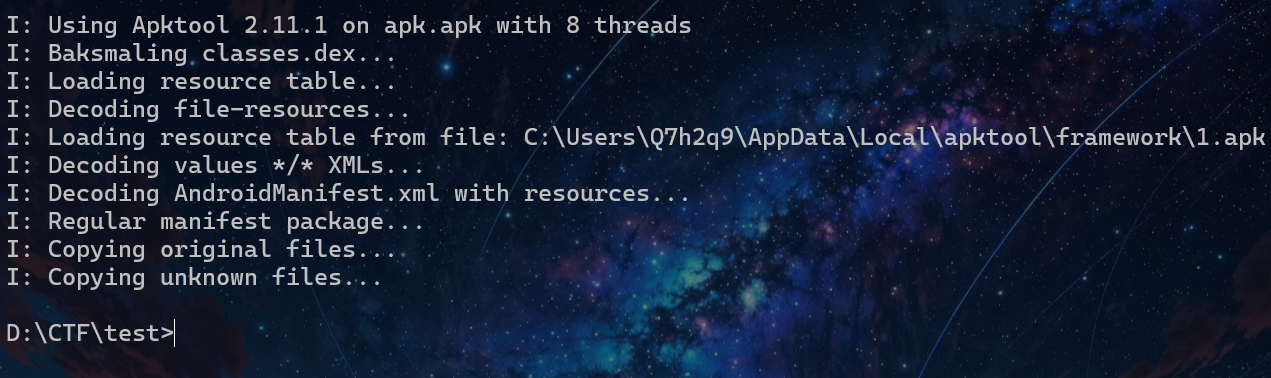 I: Using Apktool 2.11.1 on apk.apk with 8 threads
I: Baksmaling classes.dex...
I: Loading resource table...
I: Decoding file-resources...
I: Loading resource table from file: C:\Users\Q7h2q9\AppData\Local\apktool\framework\1.apk
I: Decoding values */* XMLs...
I: Decoding AndroidManifest.xml with resources...
I: Regular manifest package...
I: Copying original files...
I: Copying unknown files...
D:\CTF\test>